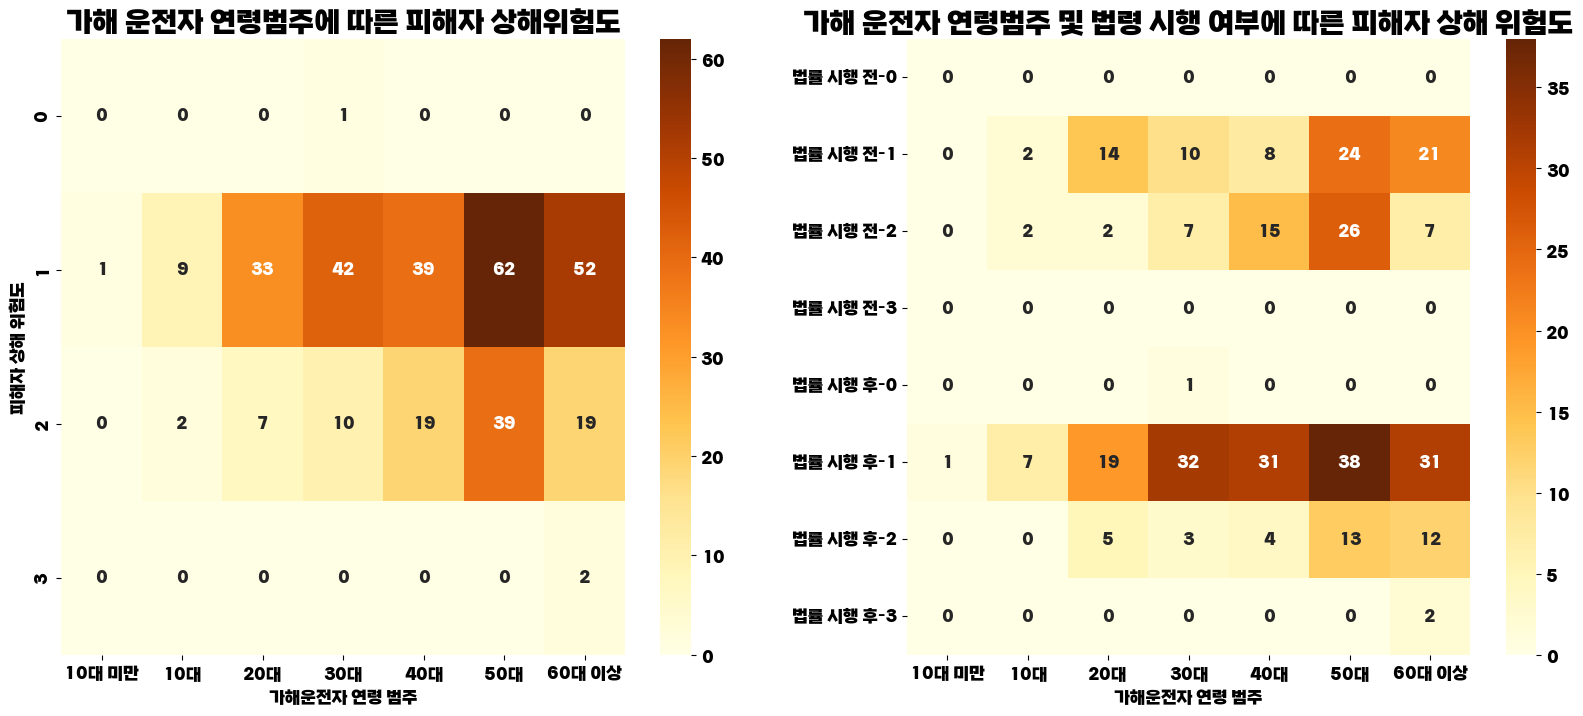 가해 운전자 연령범주에 따른 피해자 상해위험도
피해자 상해 위험도
0
0 0 0 1 0 0 0
1
1 9 33 42 39 62 52
2
0 2 7 10 19 39 19
3
0 0 0 0 0 0 2
10대 미만 10대 20대 30대 40대 50대 60대 이상
가해운전자 연령 범주
60
50
40
30
20
10
0
가해 운전자 연령범주 및 법령 시행 여부에 따른 피해자 상해 위험도
법률 시행 전-0 0 0 0 0 0 0 0
법률 시행 전-1 0 2 14 10 8 24 21
법률 시행 전-2 0 2 2 7 15 26 7
법률 시행 전-3 0 0 0 0 0 0 0
법률 시행 후-0 0 0 0 1 0 0 0
법률 시행 후-1 1 7 19 32 31 38 31
법률 시행 후-2 0 0 5 3 4 13 12
법률 시행 후-3 0 0 0 0 0 0 2
10대 미만 10대 20대 30대 40대 50대 60대 이상
가해운전자 연령 범주
35
30
25
20
15
10
5
0